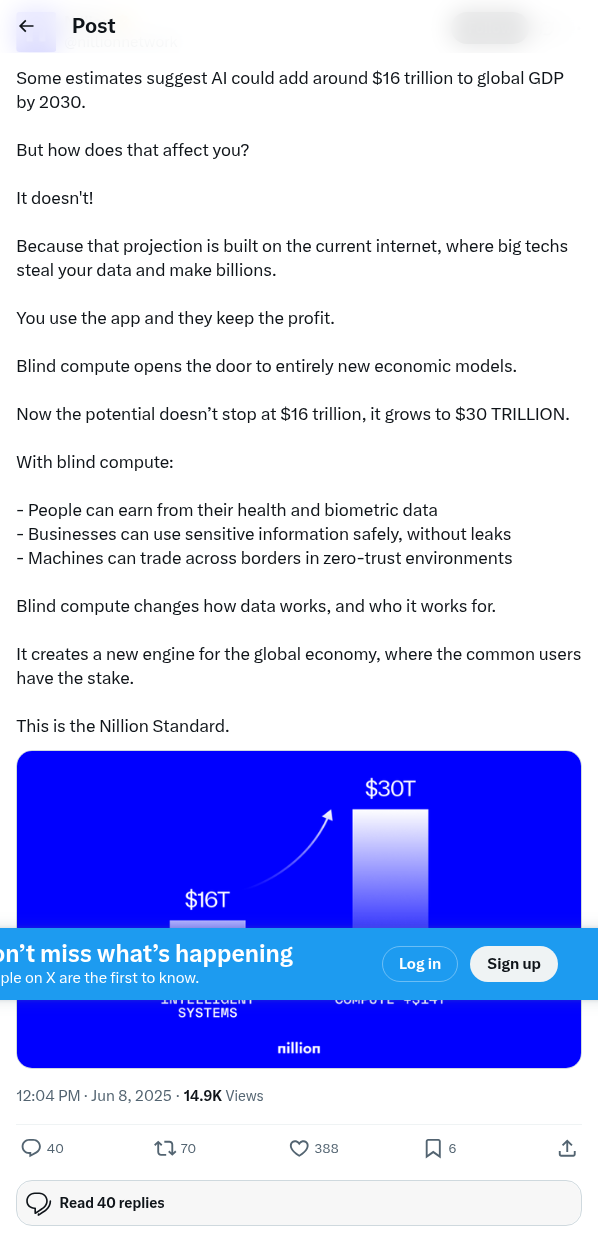 Post
Some estimates suggest AI could add around $16 trillion to global GDP
by 2030.
But how does that affect you?
It doesn't!
Because that projection is built on the current internet, where big techs
steal your data and make billions.
You use the app and they keep the profit.
Blind compute opens the door to entirely new economic models.
Now the potential doesn’t stop at $16 trillion, it grows to $30 TRILLION.
With blind compute:
- People can earn from their health and biometric data
- Businesses can use sensitive information safely, without leaks
- Machines can trade across borders in zero-trust environments
Blind compute changes how data works, and who it works for.
It creates a new engine for the global economy, where the common users
have the stake.
This is the Nillion Standard.
$30T
$16T
on’t miss what’s happening
ple on X are the first to know.
Log in
Sign up
INTELLIGENT
SYSTEMS
COMPUTE +$14T
nillion
12:04 PM · Jun 8, 2025 · 14.9K Views
40
70
388
6
Read 40 replies